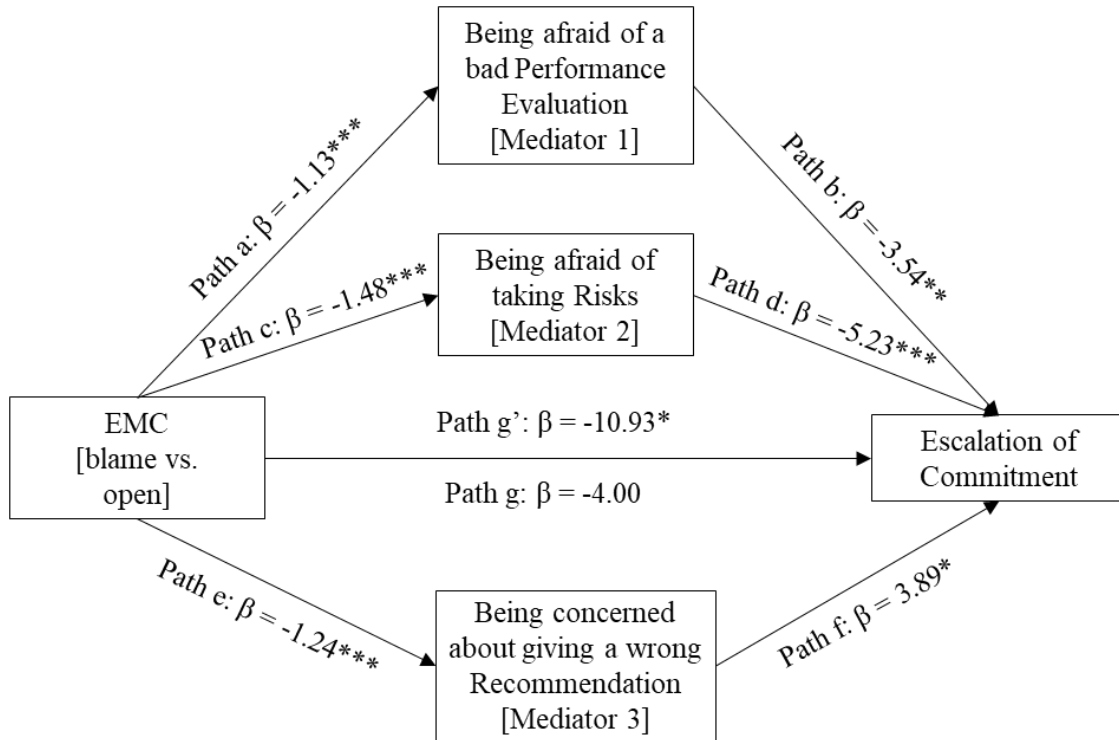 Being afraid of a
bad Performance
Evaluation
[Mediator 1]
Path a: β = -1.13***
Path b: β = -3.54**
Being afraid of
taking Risks
[Mediator 2]
Path c: β = -1.48***
Path d: β = -5.23***
EMC
[blame vs.
open]
Path g’: β = -10.93*
Path g: β = -4.00
Escalation of
Commitment
Path e: β = -1.24***
Being concerned
about giving a wrong
Recommendation
[Mediator 3]
Path f: β = 3.89*